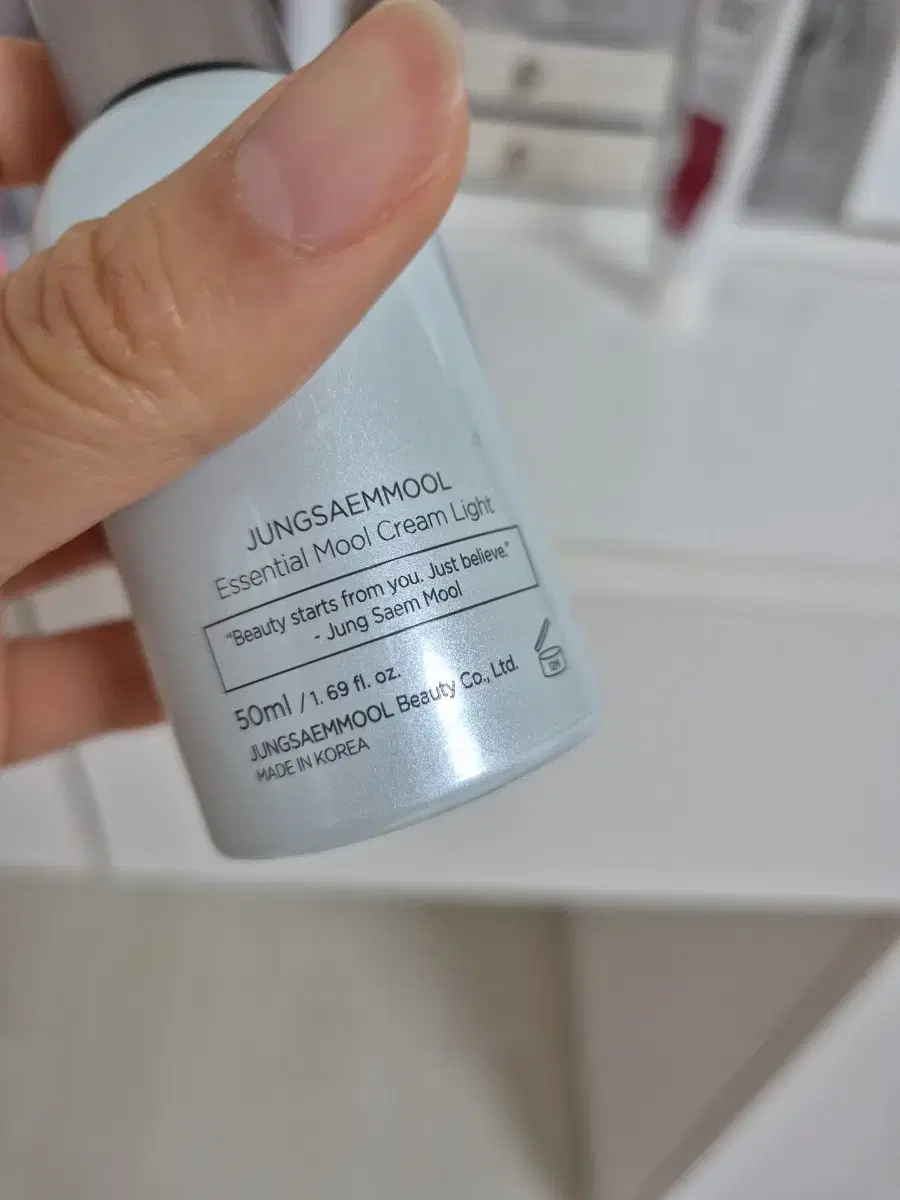 JUNGSAEMMOOL
Essential Mool Cream Light
"Beauty starts from you. Just believe."
- Jung Saem Mool
50ml / 1. 69 fl. oz.
JUNGSAEMMOOL Beauty Co., Ltd.
MADE IN KOREA
12M